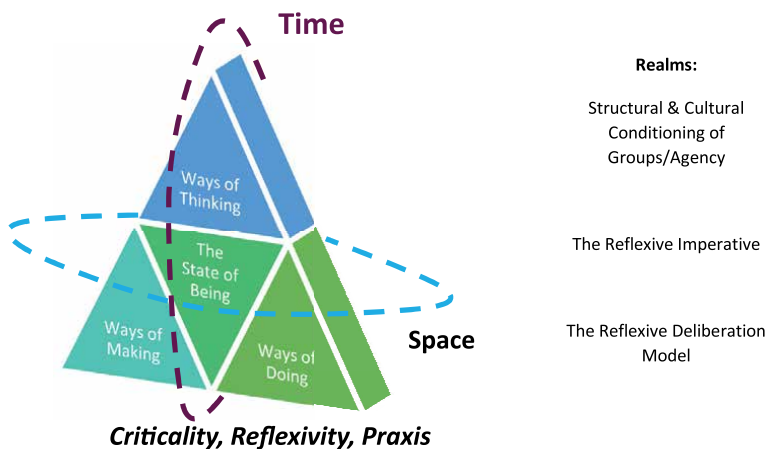 Time
Ways of
Thinking
The
State of
Being
Ways of
Making
Ways of
Doing
Space
Criticality, Reflexivity, Praxis
Realms:
Structural & Cultural
Conditioning of
Groups/Agency
The Reflexive Imperative
The Reflexive Deliberation
Model